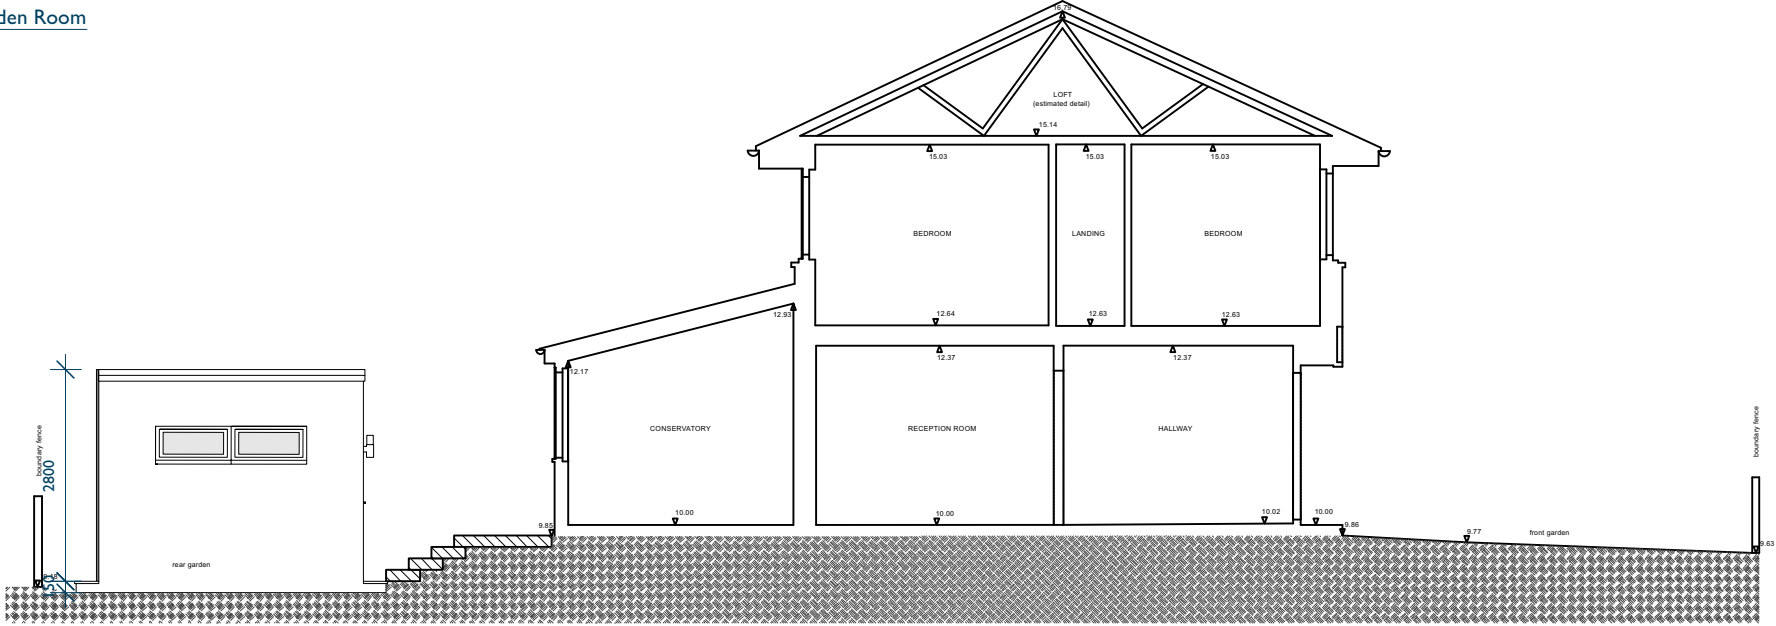 den Room
16.79
LOFT
(estimated detail)
15.14
15.03
15.03
15.03
BEDROOM
LANDING
BEDROOM
12.64
12.63
12.63
12.93
12.37
12.37
12.17
CONSERVATORY
RECEPTION ROOM
HALLWAY
boundary fence
2800
boundary fence
10.00
10.00
10.02
10.00
9.85
9.86
9.77
front garden
9.63
rear garden
150